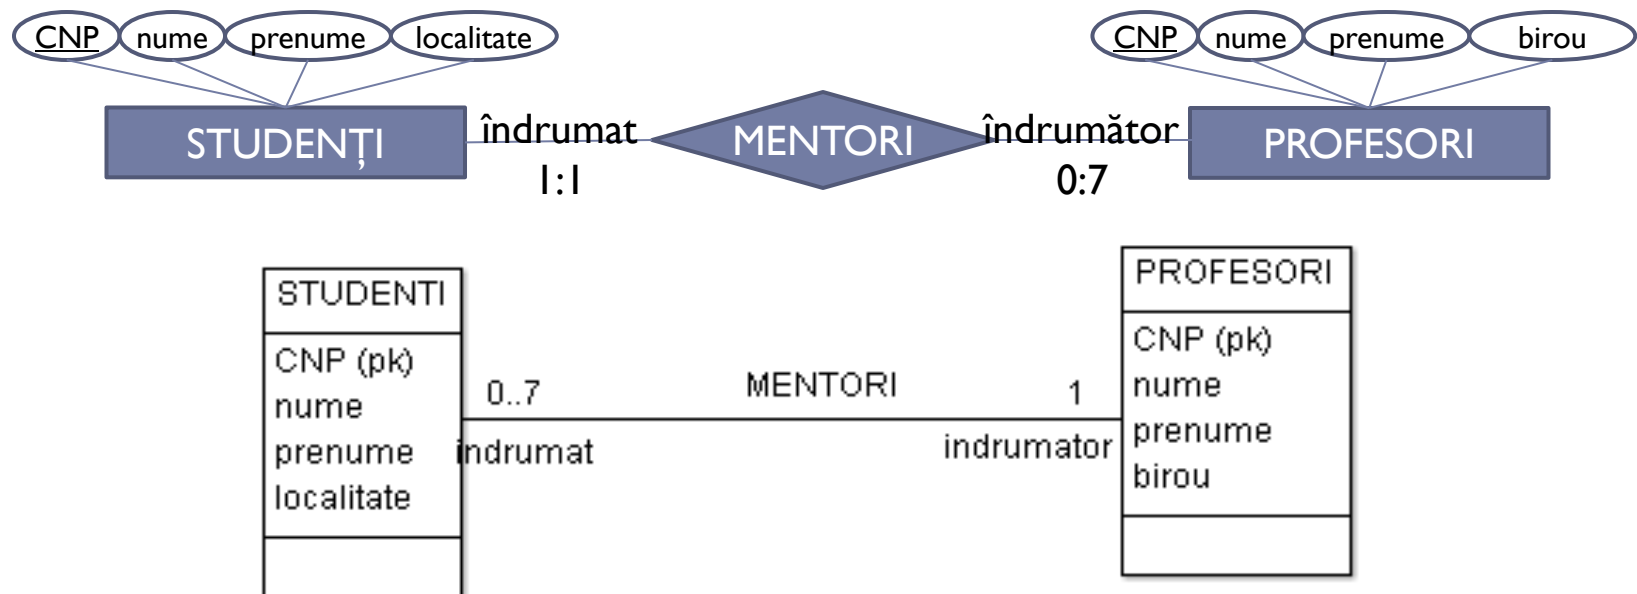 CNP nume prenume localitate
CNP nume prenume birou
STUDENȚI îndrumat MENTORI îndrumător PROFESORI
1:1 0:7
STUDENTI
CNP (pk)
nume
prenume
localitate
0..7 MENTORI 1
indrumat indrumator
PROFESORI
CNP (pk)
nume
prenume
birou